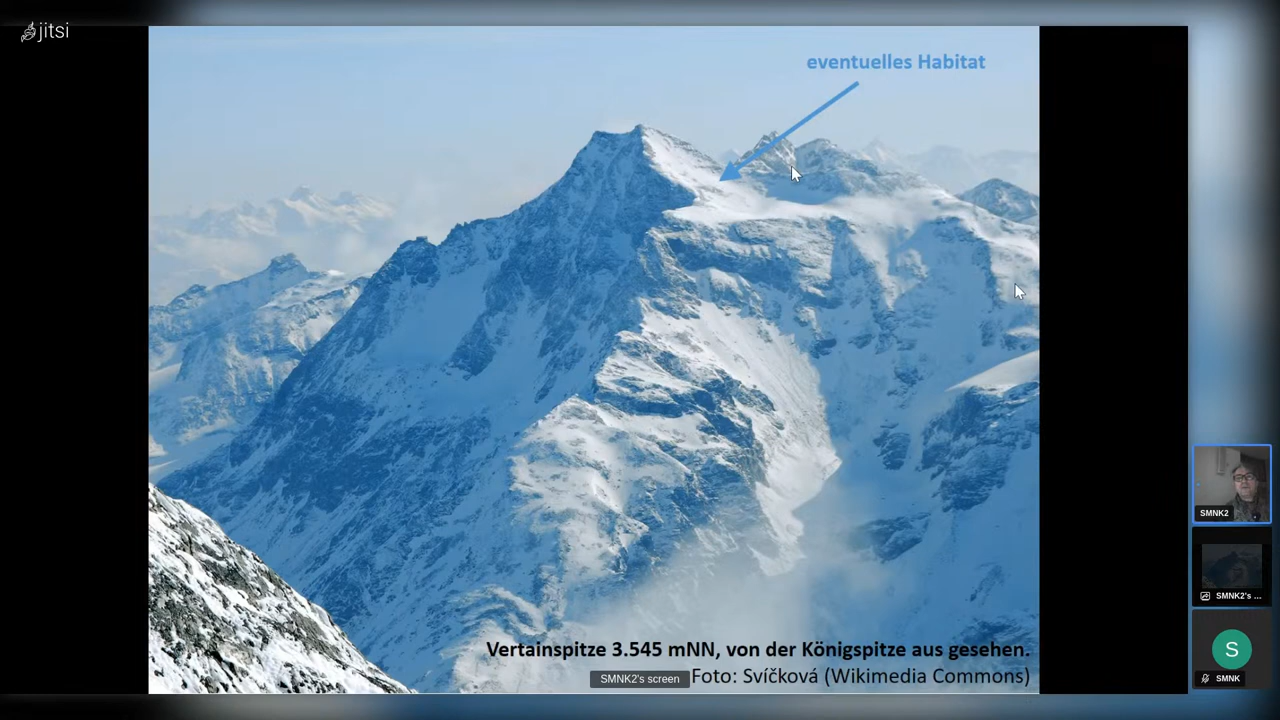 jitsi
eventuelles Habitat
Vertainspitze 3.545 mNN, von der Königspitze aus gesehen.
Foto: Svíčková (Wikimedia Commons)
SMNK2's screen
SMNK2
SMNK2's ...
S
SMNK